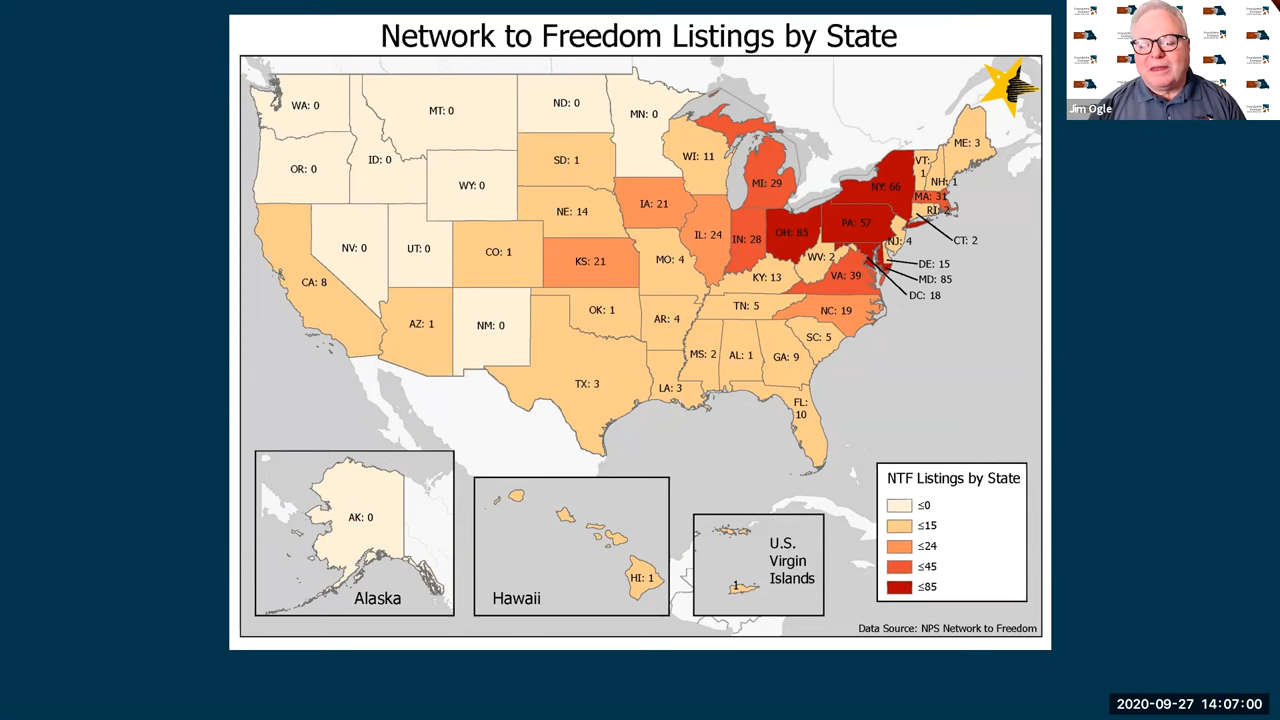 Network to Freedom Listings by State
WA: 0
MT: 0
ND: 0
MN: 0
OR: 0
ID: 0
WY: 0
SD: 1
WI: 11
MI: 29
ME: 3
VT:
1
NH: 1
NY: 66
MA: 31
RI: 2
CT: 2
NV: 0
UT: 0
CO: 1
NE: 14
IA: 21
IL: 24
IN: 28
OH: 85
PA: 57
NJ: 4
DE: 15
MD: 85
DC: 18
CA: 8
KS: 21
MO: 4
KY: 13
WV: 2
VA: 39
AZ: 1
NM: 0
OK: 1
AR: 4
TN: 5
NC: 19
SC: 5
TX: 3
LA: 3
MS: 2
AL: 1
GA: 9
FL:
10
AK: 0
Alaska
HI: 1
Hawaii
1
U.S.
Virgin
Islands
NTF Listings by State
≤0
≤15
≤24
≤45
≤85
Data Source: NPS Network to Freedom
Jim Ogle
2020-09-27 14:07:00